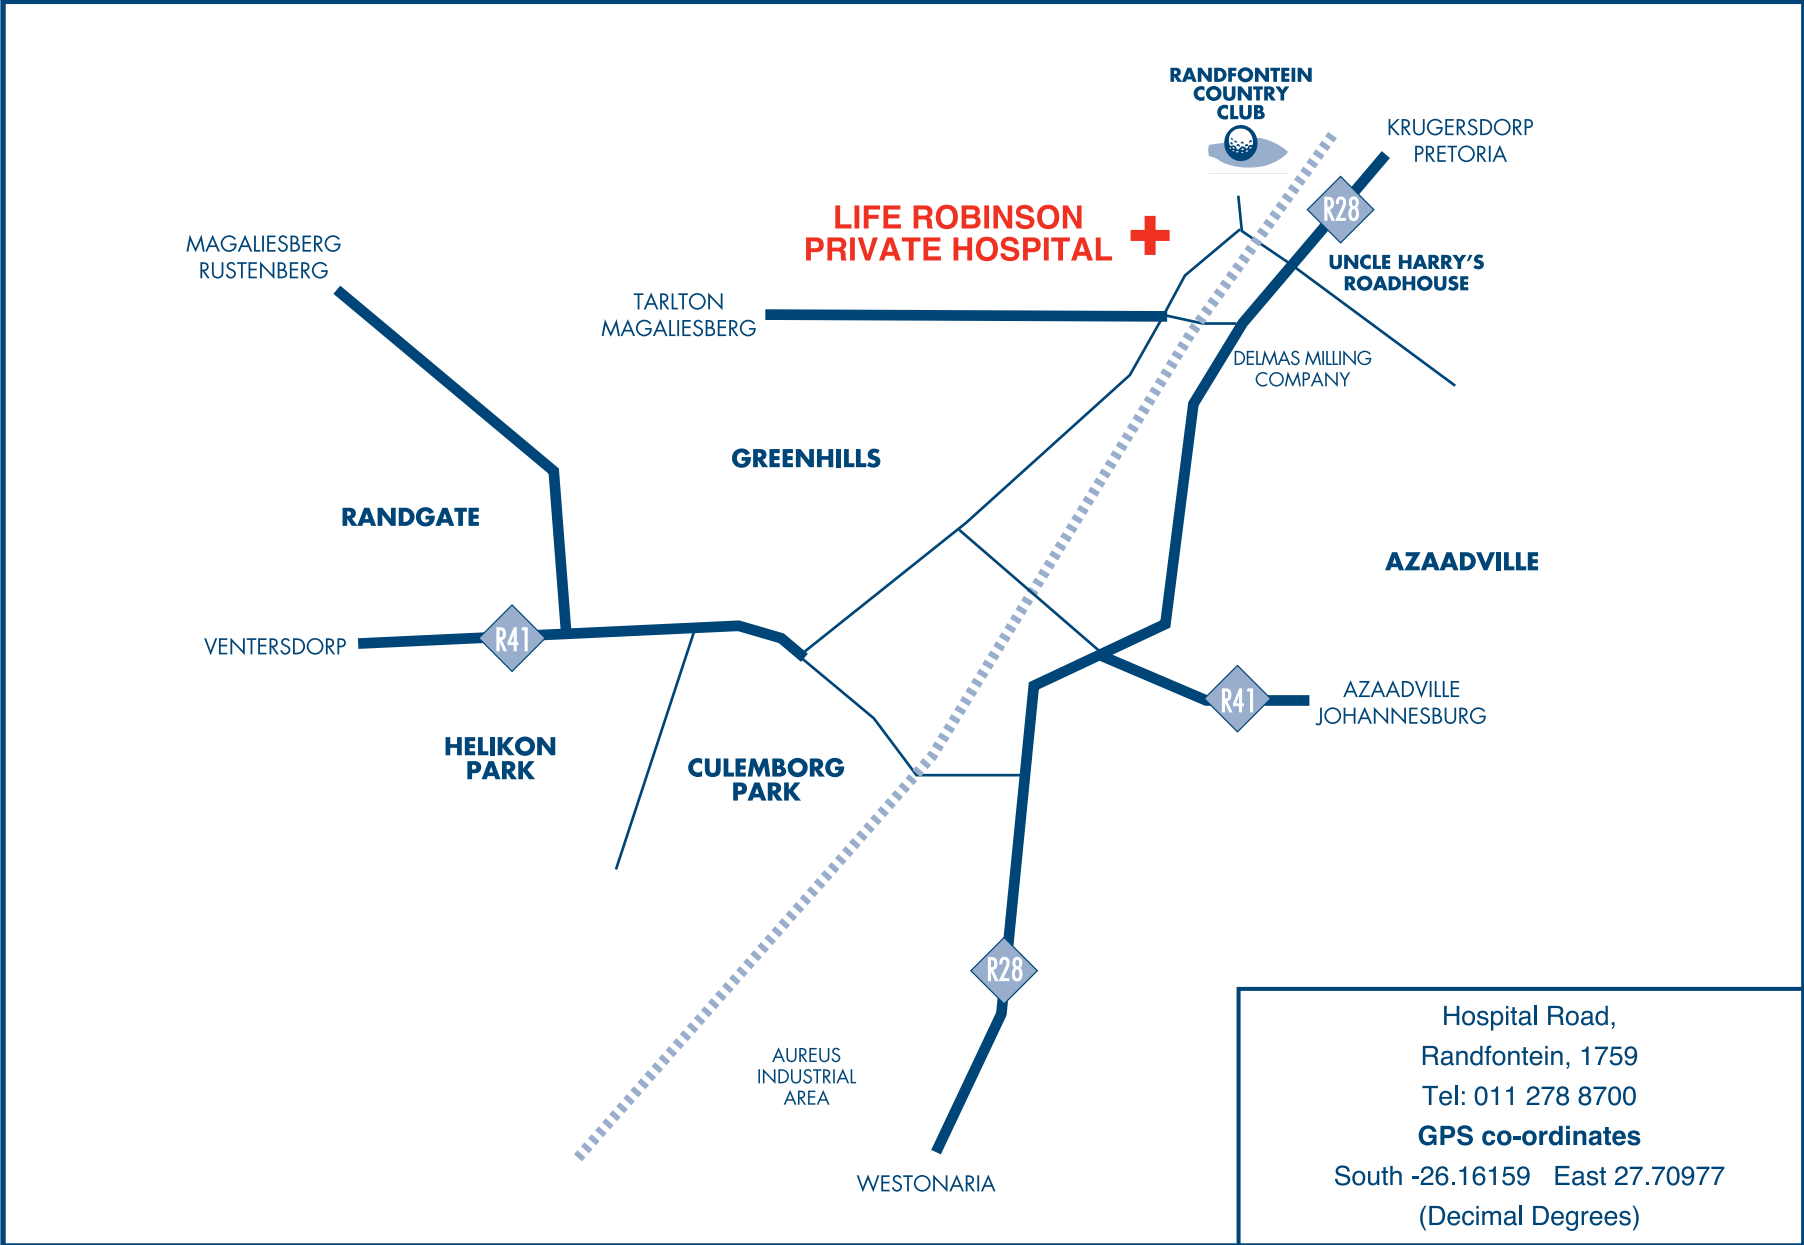 RANDFONTEIN
COUNTRY
CLUB
KRUGERSDORP
PRETORIA
R28
LIFE ROBINSON
PRIVATE HOSPITAL
MAGALIESBERG
RUSTENBERG
UNCLE HARRY'S
ROADHOUSE
TARLTON
MAGALIESBERG
DELMAS MILLING
COMPANY
GREENHILLS
RANDGATE
AZAADVILLE
VENTERSDORP
R41
R41
AZAADVILLE
JOHANNESBURG
HELIKON
PARK
CULEMBORG
PARK
R28
AUREUS
INDUSTRIAL
AREA
WESTONARIA
Hospital Road,
Randfontein, 1759
Tel: 011 278 8700
GPS co-ordinates
South -26.16159 East 27.70977
(Decimal Degrees)